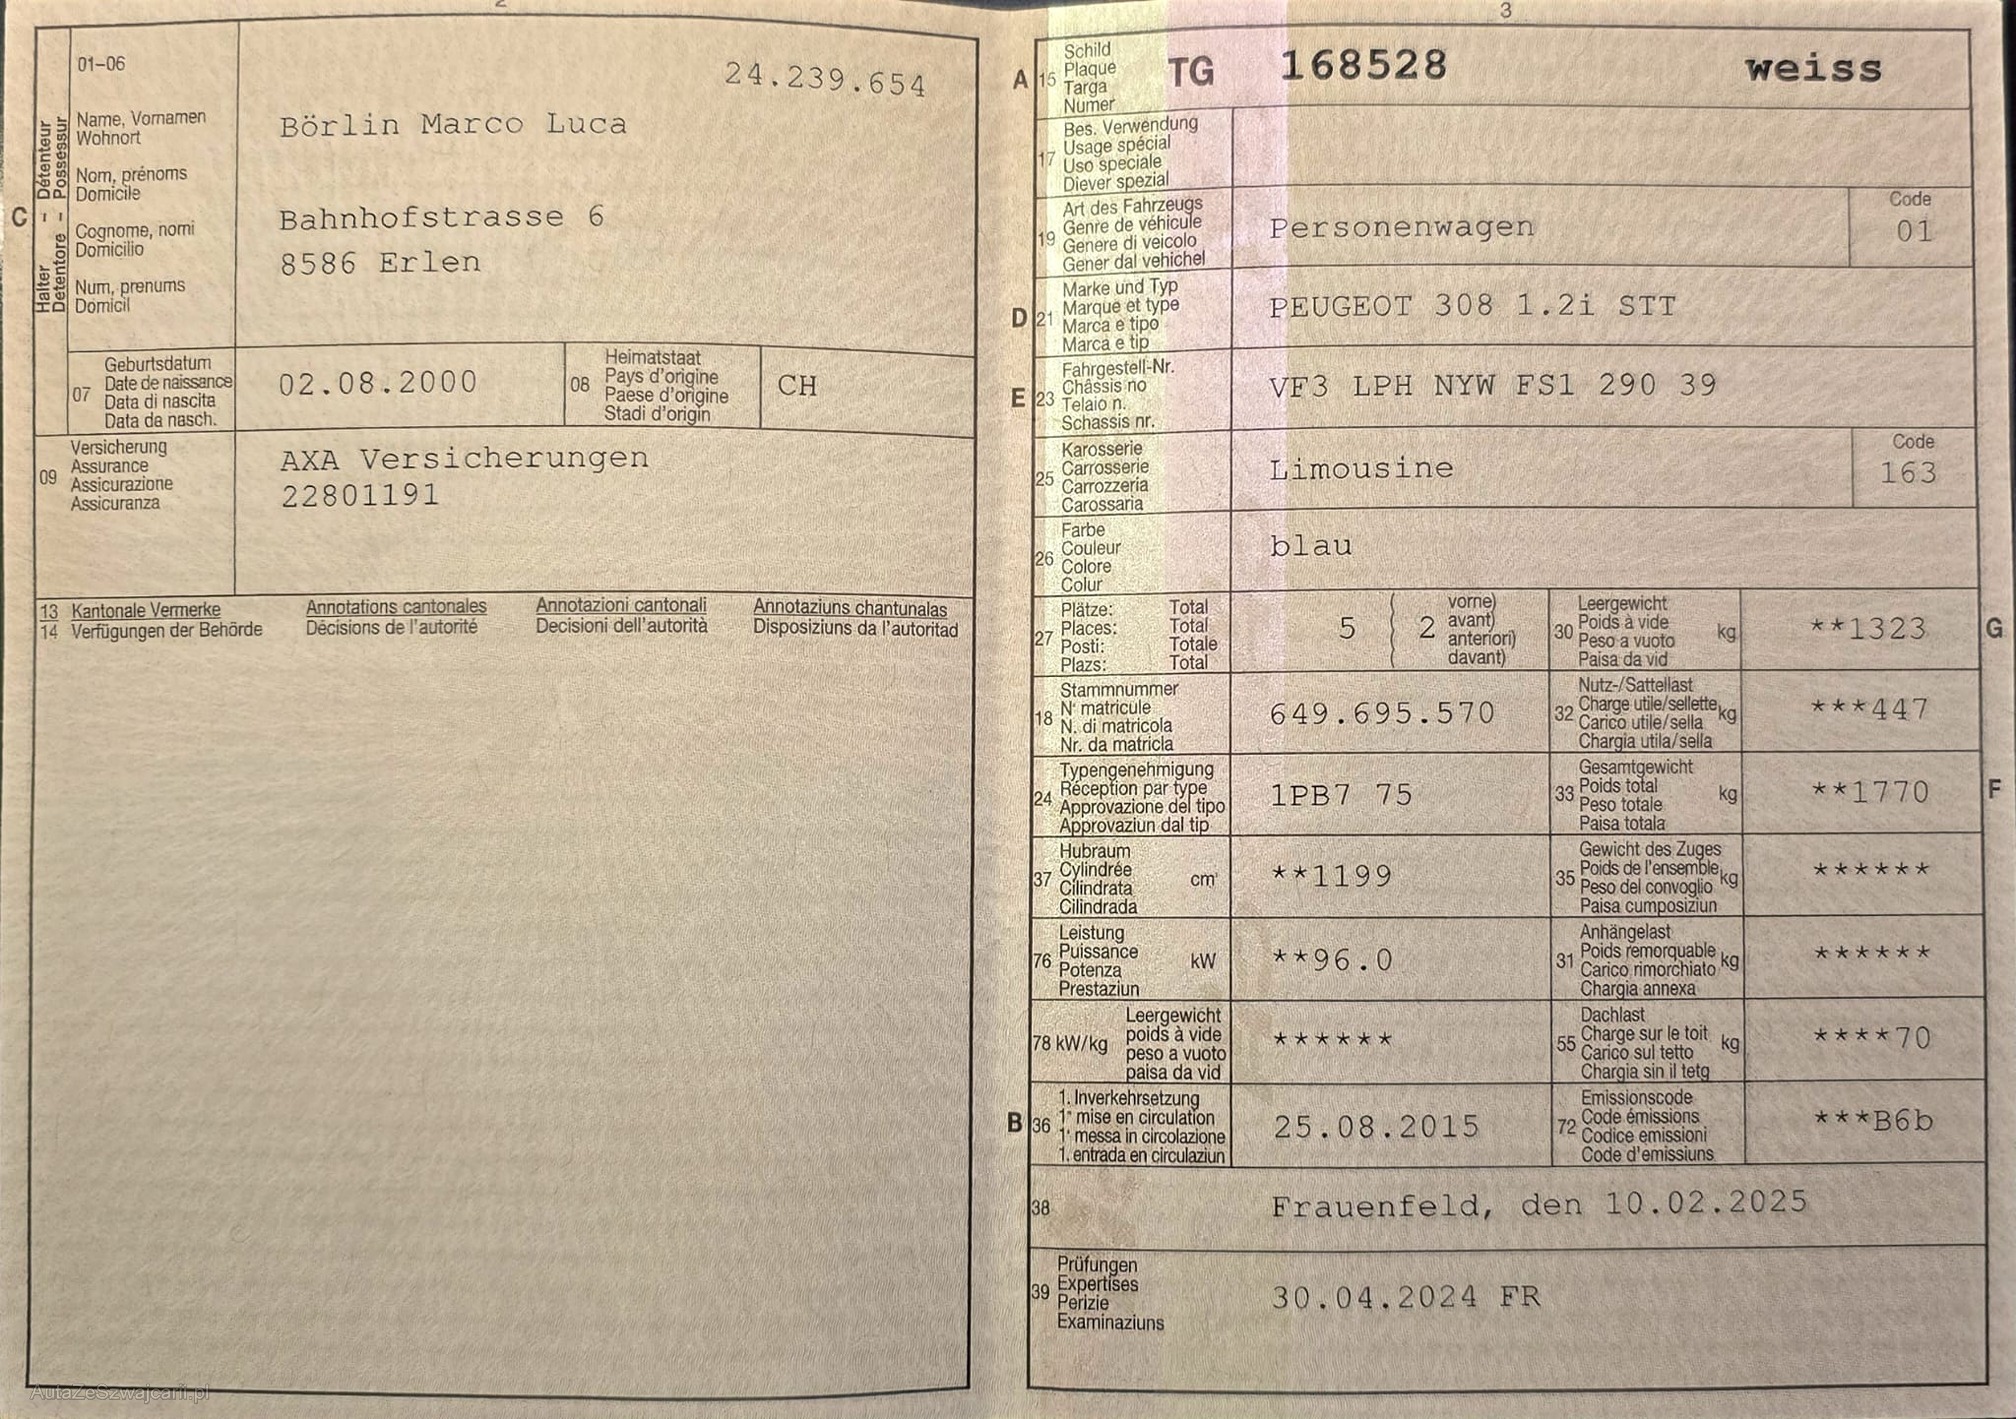 2
01-06
24.239.654
C
Halter - Détenteur
Detentore - Possessur
Name, Vornamen
Wohnort
Nom, prénoms
Domicile
Cognome, nomi
Domicilio
Num, prenums
Domicil
Börlin Marco Luca
Bahnhofstrasse 6
8586 Erlen
07
Geburtsdatum
Date de naissance
Data di nascita
Data da nasch.
02.08.2000
08
Heimatstaat
Pays d'origine
Paese d'origine
Stadi d'origin
CH
09
Versicherung
Assurance
Assicurazione
Assicuranza
AXA Versicherungen
22801191
13 Kantonale Vermerke Annotations cantonales Annotazioni cantonali Annotaziuns chantunalas
14 Verfügungen der Behörde Décisions de l'autorité Decisioni dell'autorità Disposiziuns da l'autoritad
AutaZeSzwajcarii.pl
3
A 15
Schild
Plaque
Targa
Numer
TG 168528 weiss
17
Bes. Verwendung
Usage spécial
Uso speciale
Diever spezial
19
Art des Fahrzeugs
Genre de véhicule
Genere di veicolo
Gener dal vehichel
Personenwagen
Code
01
D 21
Marke und Typ
Marque et type
Marca e tipo
Marca e tip
PEUGEOT 308 1.2i STT
E 23
Fahrgestell-Nr.
Châssis no
Telaio n.
Schassis nr.
VF3 LPH NYW FS1 290 39
25
Karosserie
Carrosserie
Carrozzeria
Carossaria
Limousine
Code
163
26
Farbe
Couleur
Colore
Colur
blau
27
Plätze: Total
Places: Total
Posti: Totale
Plazs: Total
5 ( 2
vorne)
avant)
anteriori)
davant)
30
Leergewicht
Poids à vide
Peso a vuoto
Paisa da vid
kg
**1323
G
18
Stammnummer
N° matricule
N. di matricola
Nr. da matricla
649.695.570
32
Nutz-/Sattellast
Charge utile/sellette
Carico utile/sella
Chargia utila/sella
kg
***447
24
Typengenehmigung
Réception par type
Approvazione del tipo
Approvaziun dal tip
1PB7 75
33
Gesamtgewicht
Poids total
Peso totale
Paisa totala
kg
**1770
F
37
Hubraum
Cylindrée
Cilindrata
Cilindrada
cm³
**1199
35
Gewicht des Zuges
Poids de l'ensemble
Peso del convoglio
Paisa cumposiziun
kg
******
76
Leistung
Puissance
Potenza
Prestaziun
kW
**96.0
31
Anhängelast
Poids remorquable
Carico rimorchiato
Chargia annexa
kg
******
78 kW/kg
Leergewicht
poids à vide
peso a vuoto
paisa da vid
******
55
Dachlast
Charge sur le toit
Carico sul tetto
Chargia sin il tetg
kg
****70
B 36
1. Inverkehrsetzung
1° mise en circulation
1° messa in circolazione
1. entrada en circulaziun
25.08.2015
72
Emissionscode
Code émissions
Codice emissioni
Code d'emissiuns
***B6b
38
Frauenfeld, den 10.02.2025
39
Prüfungen
Expertises
Perizie
Examinaziuns
30.04.2024 FR